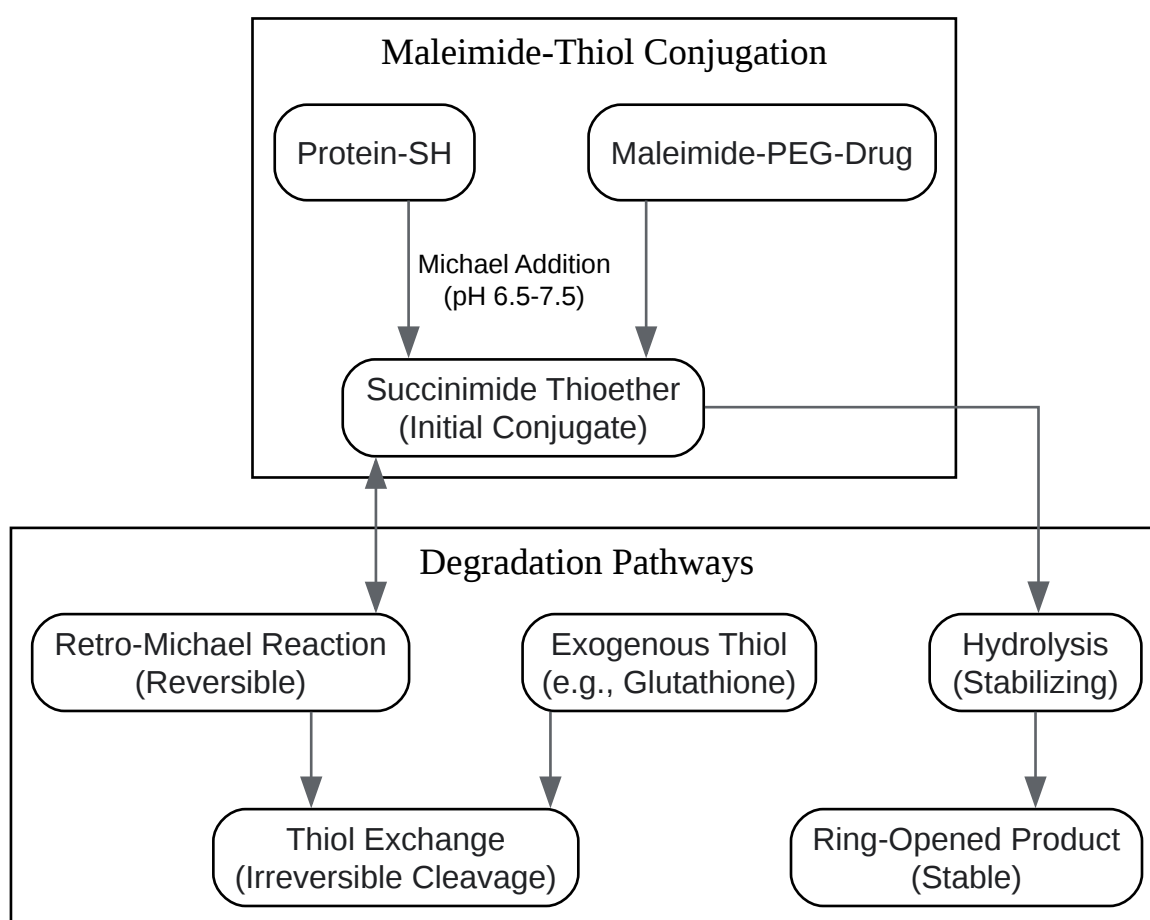 Maleimide-Thiol Conjugation
Protein-SH
Maleimide-PEG-Drug
Michael Addition
(pH 6.5-7.5)
Succinimide Thioether
(Initial Conjugate)
Degradation Pathways
Retro-Michael Reaction
(Reversible)
Exogenous Thiol
(e.g., Glutathione)
Hydrolysis
(Stabilizing)
Thiol Exchange
(Irreversible Cleavage)
Ring-Opened Product
(Stable)